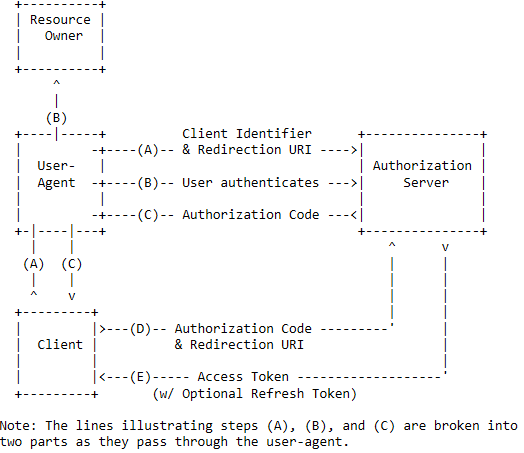 Resource
Owner
(B)
Client Identifier
(A) & Redirection URI
User-
Agent
Authorization
Server
(B) User authenticates
(C) Authorization Code
(A) (C)
v
v
(D) Authorization Code
Client & Redirection URI
(E) Access Token
(w/ Optional Refresh Token)
Note: The lines illustrating steps (A), (B), and (C) are broken into
two parts as they pass through the user-agent.